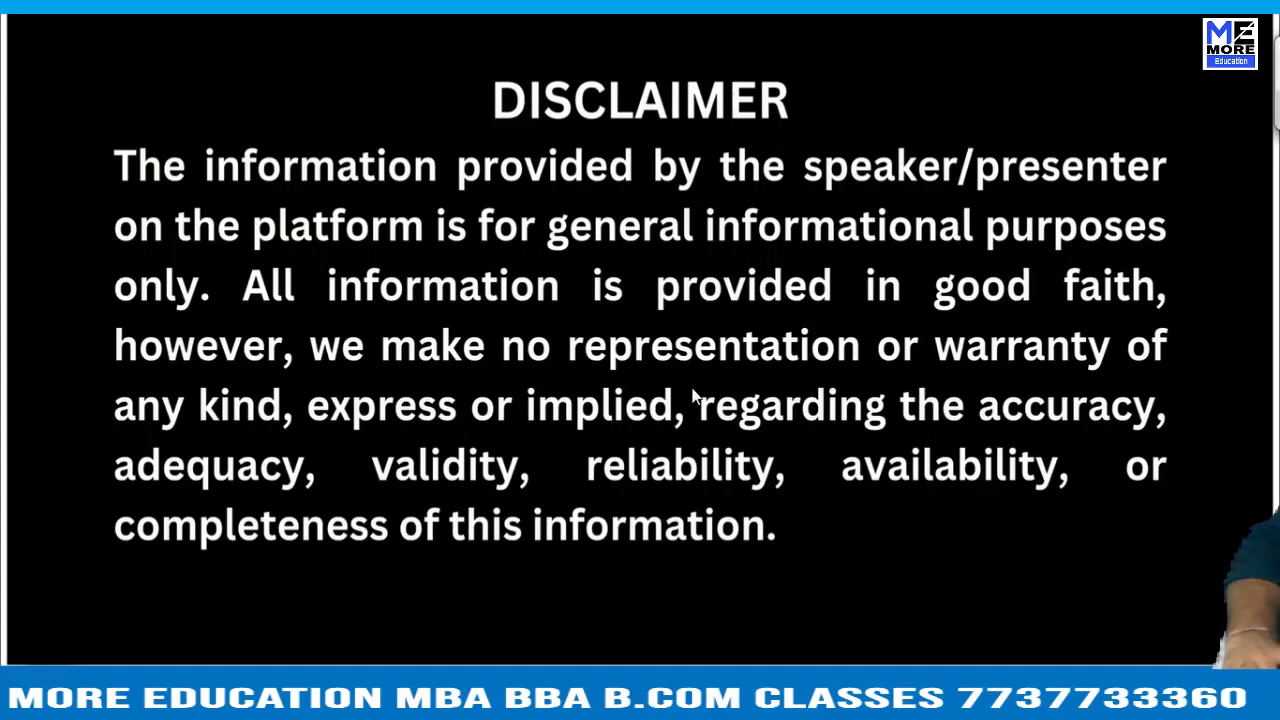 ME
MORE
Education
DISCLAIMER
The information provided by the speaker/presenter
on the platform is for general informational purposes
only. All information is provided in good faith,
however, we make no representation or warranty of
any kind, express or implied, regarding the accuracy,
adequacy, validity, reliability, availability, or
completeness of this information.
MORE EDUCATION MBA BBA B.COM CLASSES 7737733360